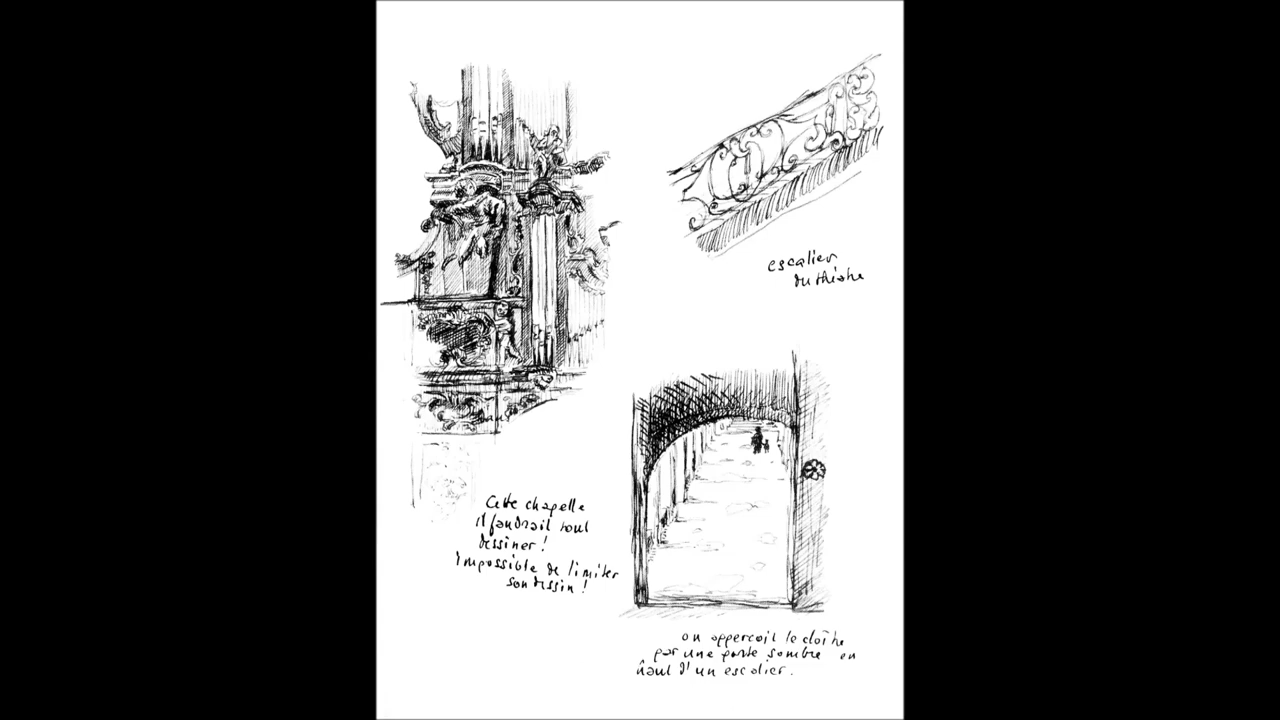 escalier
du théâtre
Cette chapelle
il faudrait tout
dessiner !
impossible de limiter
son dessin !
on apperçoit le cloître
par une porte sombre en
haut d'un escalier.